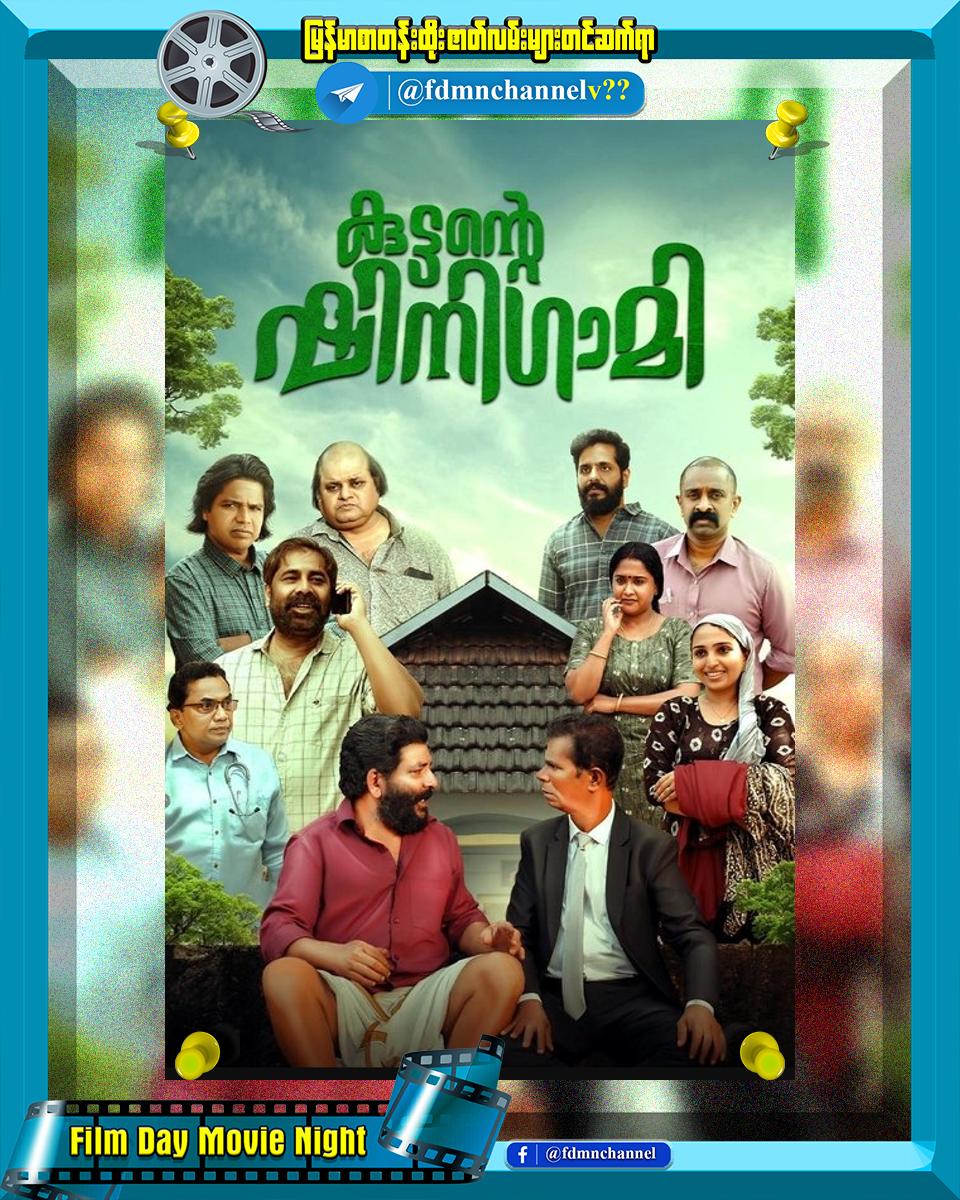 မြန်မာစာတန်းထိုးဇာတ်လမ်းများတင်ဆက်ရာ
@fdmnchannelv??
കുട്ടന്റെ
ഷിനിഗാമി
Film Day Movie Night
f @fdmnchannel